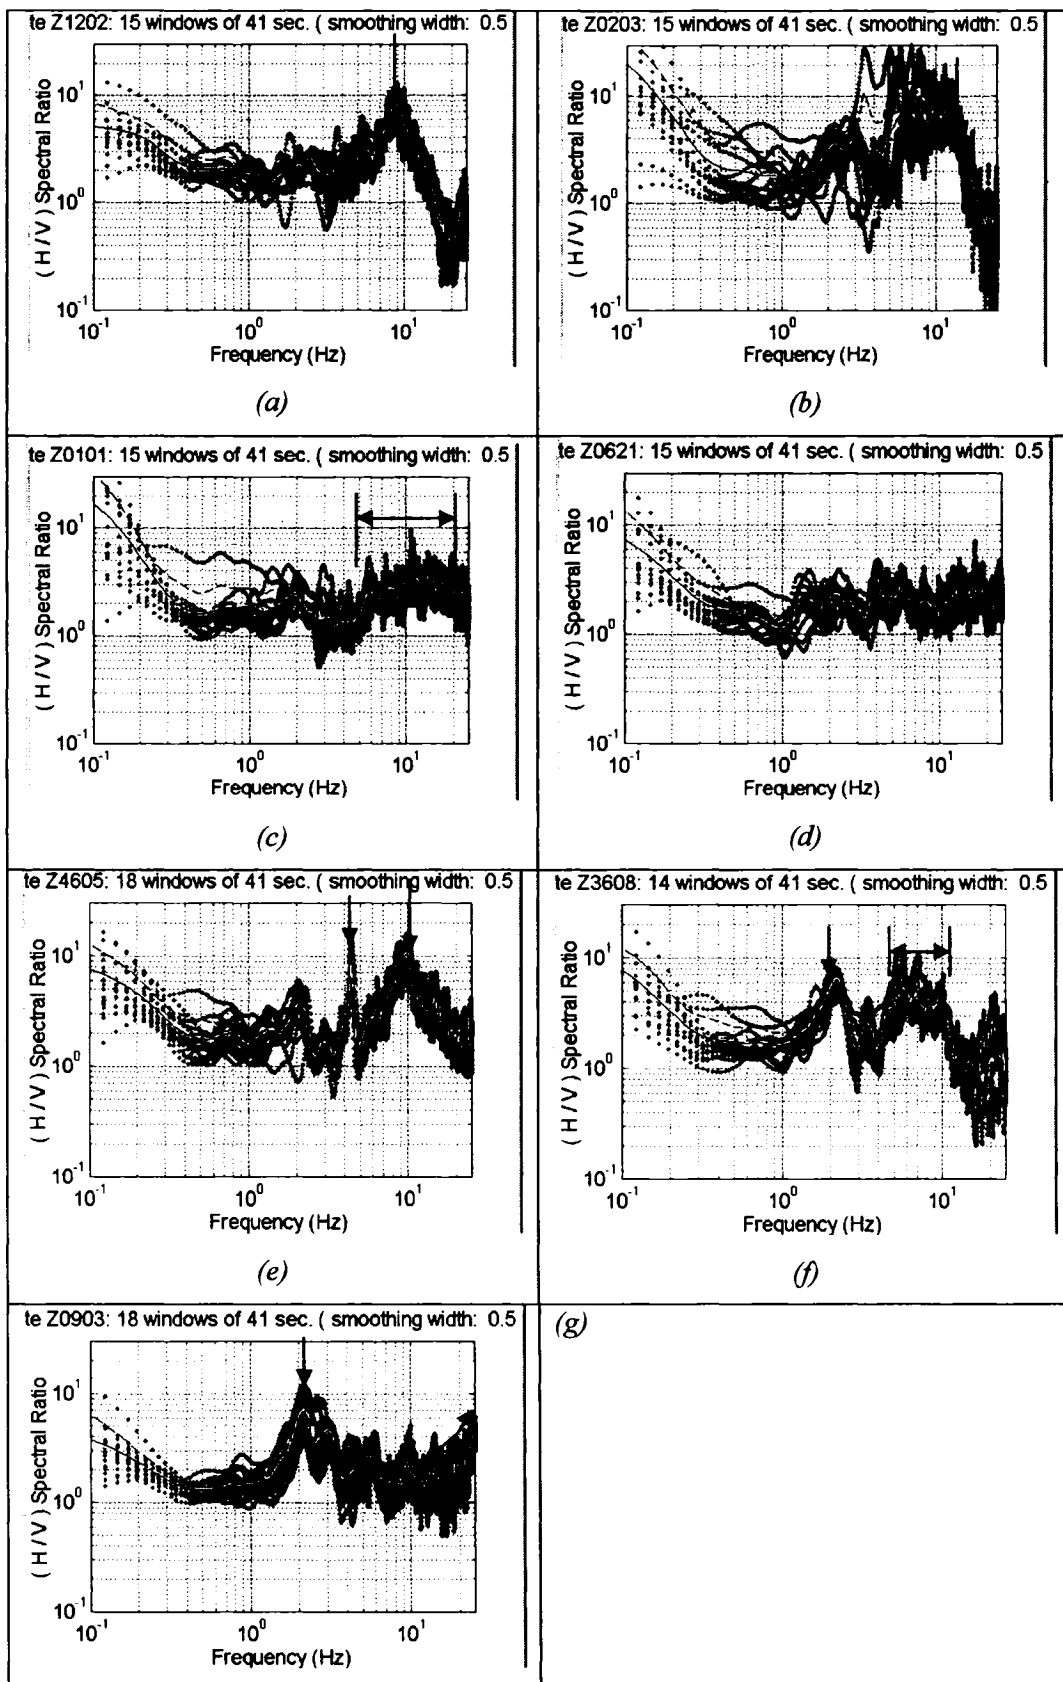 te Z1202: 15 windows of 41 sec. ( smoothing width: 0.5
te Z0203: 15 windows of 41 sec. ( smoothing width: 0.5
( H / V ) Spectral Ratio
10^1
10^0
10^-1
10^-1
10^0
10^1
Frequency (Hz)
(a)
( H / V ) Spectral Ratio
10^1
10^0
10^-1
10^-1
10^0
10^1
Frequency (Hz)
(b)
te Z0101: 15 windows of 41 sec. ( smoothing width: 0.5
te Z0621: 15 windows of 41 sec. ( smoothing width: 0.5
( H / V ) Spectral Ratio
10^1
10^0
10^-1
10^-1
10^0
10^1
Frequency (Hz)
(c)
( H / V ) Spectral Ratio
10^1
10^0
10^-1
10^-1
10^0
10^1
Frequency (Hz)
(d)
te Z4605: 18 windows of 41 sec. ( smoothing width: 0.5
te Z3608: 14 windows of 41 sec. ( smoothing width: 0.5
( H / V ) Spectral Ratio
10^1
10^0
10^-1
10^-1
10^0
10^1
Frequency (Hz)
(e)
( H / V ) Spectral Ratio
10^1
10^0
10^-1
10^-1
10^0
10^1
Frequency (Hz)
(f)
te Z0903: 18 windows of 41 sec. ( smoothing width: 0.5
( H / V ) Spectral Ratio
10^1
10^0
10^-1
10^-1
10^0
10^1
Frequency (Hz)
(g)